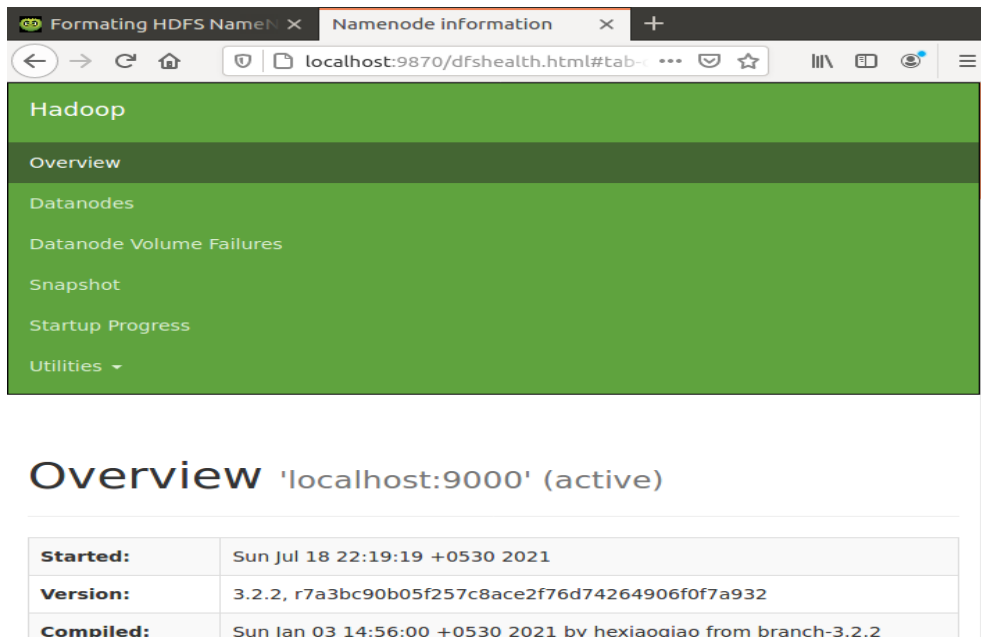 Formating HDFS NameN
Namenode information
localhost:9870/dfshealth.html#tab-
Hadoop
Overview
Datanodes
Datanode Volume Failures
Snapshot
Startup Progress
Utilities
Overview 'localhost:9000' (active)
Started: Sun Jul 18 22:19:19 +0530 2021
Version: 3.2.2, r7a3bc90b05f257c8ace2f76d74264906f0f7a932
Compiled: Sun Jan 03 14:56:00 +0530 2021 by hexiaoqiao from branch-3.2.2